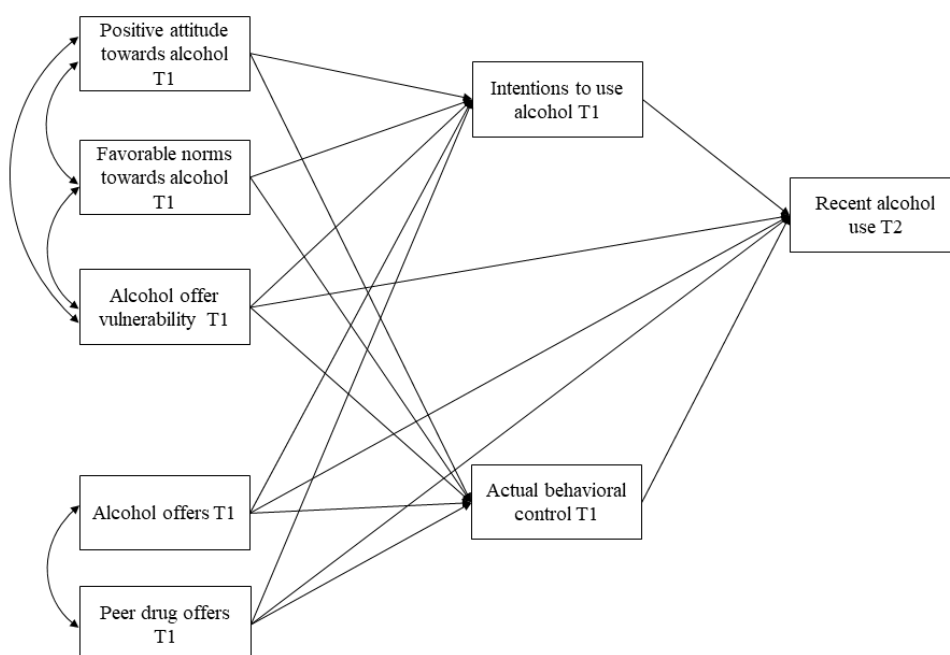 Positive attitude
towards alcohol
T1
Favorable norms
towards alcohol
T1
Alcohol offer
vulnerability T1
Alcohol offers T1
Peer drug offers
T1
Intentions to use
alcohol T1
Actual behavioral
control T1
Recent alcohol
use T2